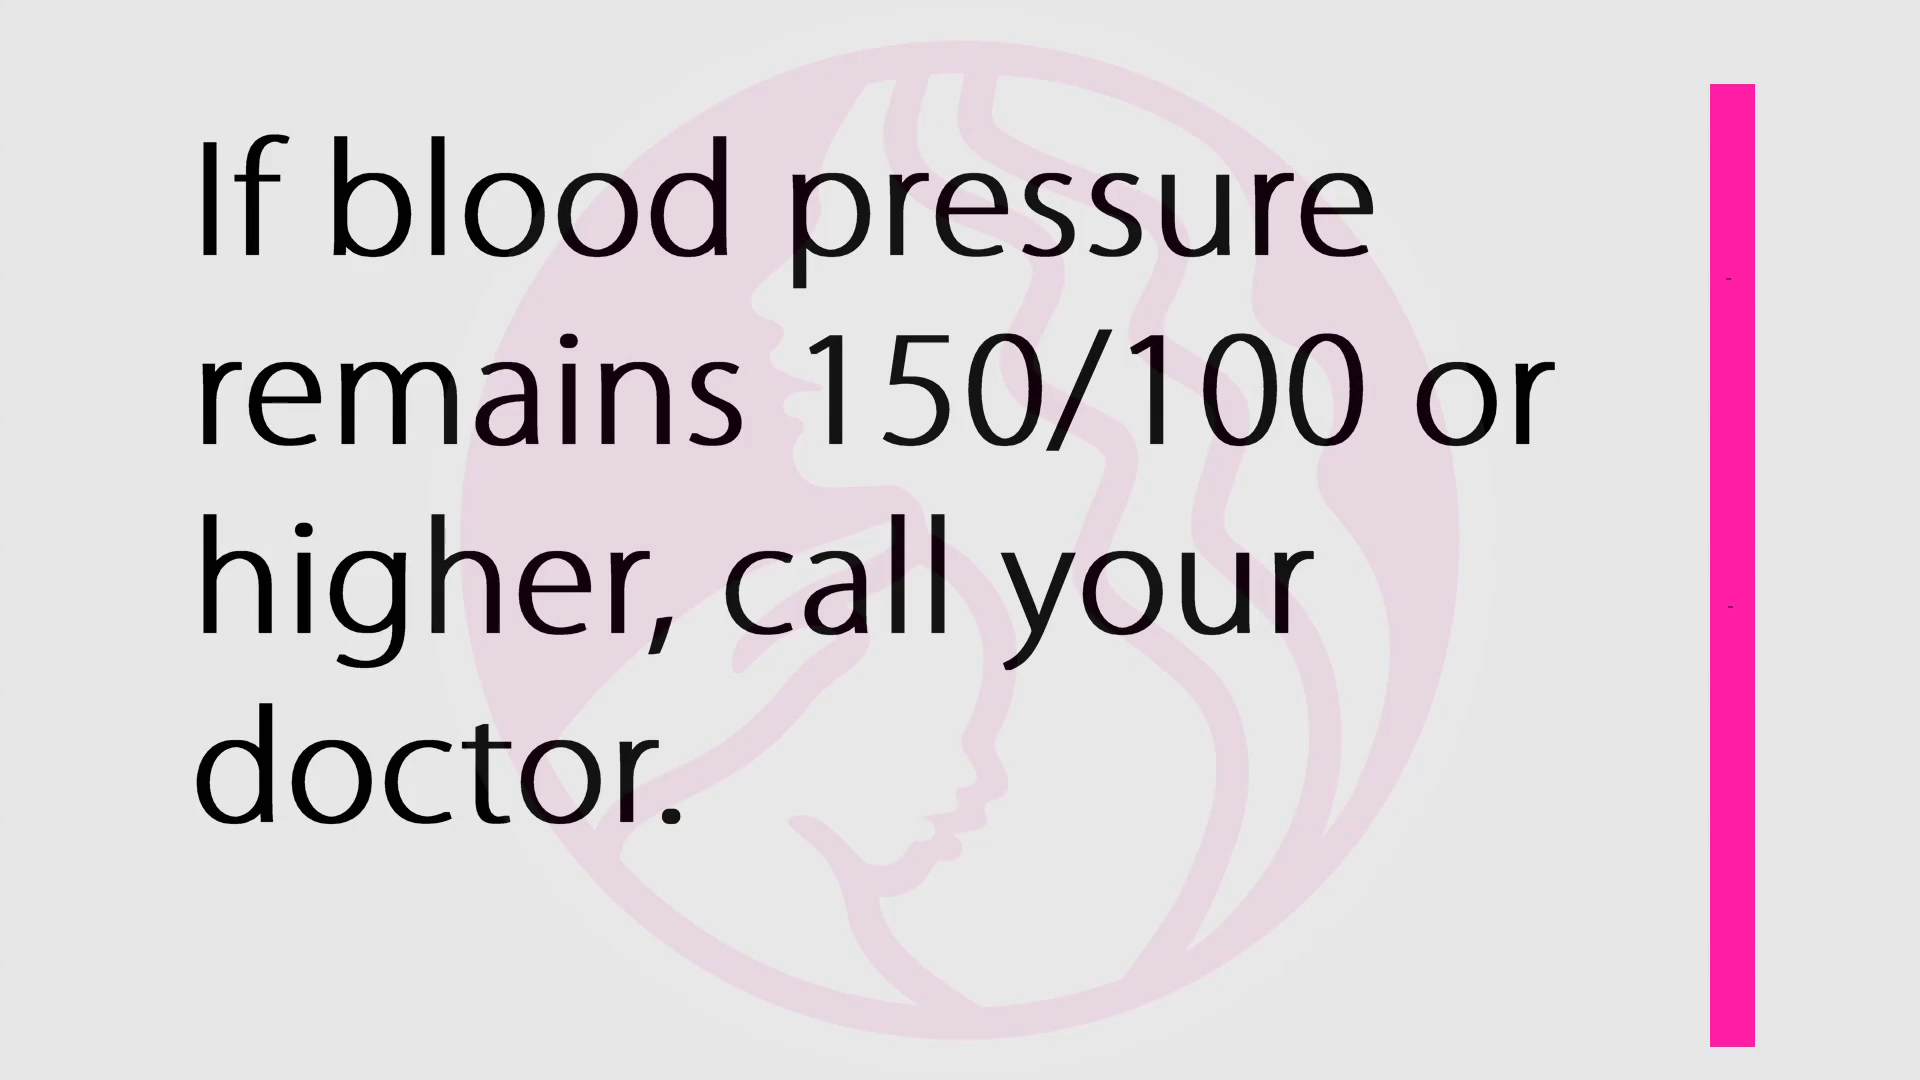 If blood pressure
remains 150/100 or
higher, call your
doctor.